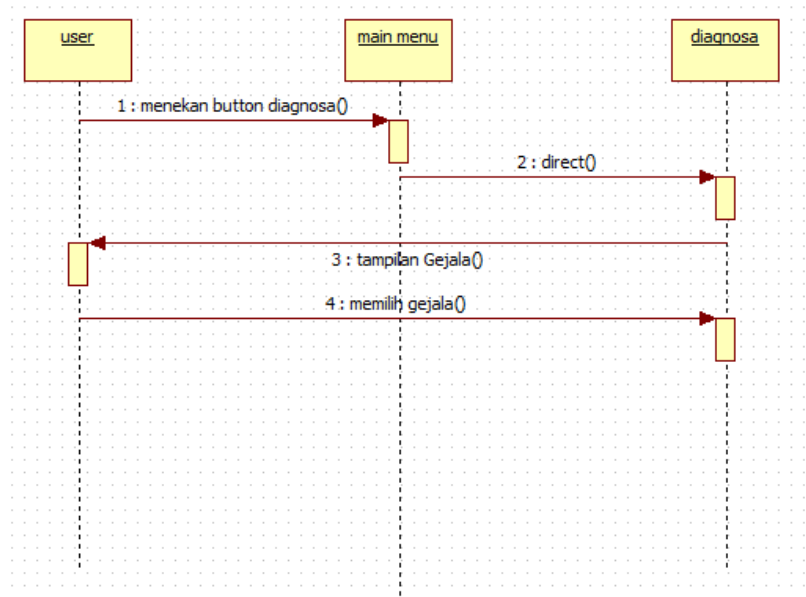 user
main menu
diagnosa
1 : menekan button diagnosa()
2 : direct()
3 : tampilan Gejala()
4 : memilih gejala()